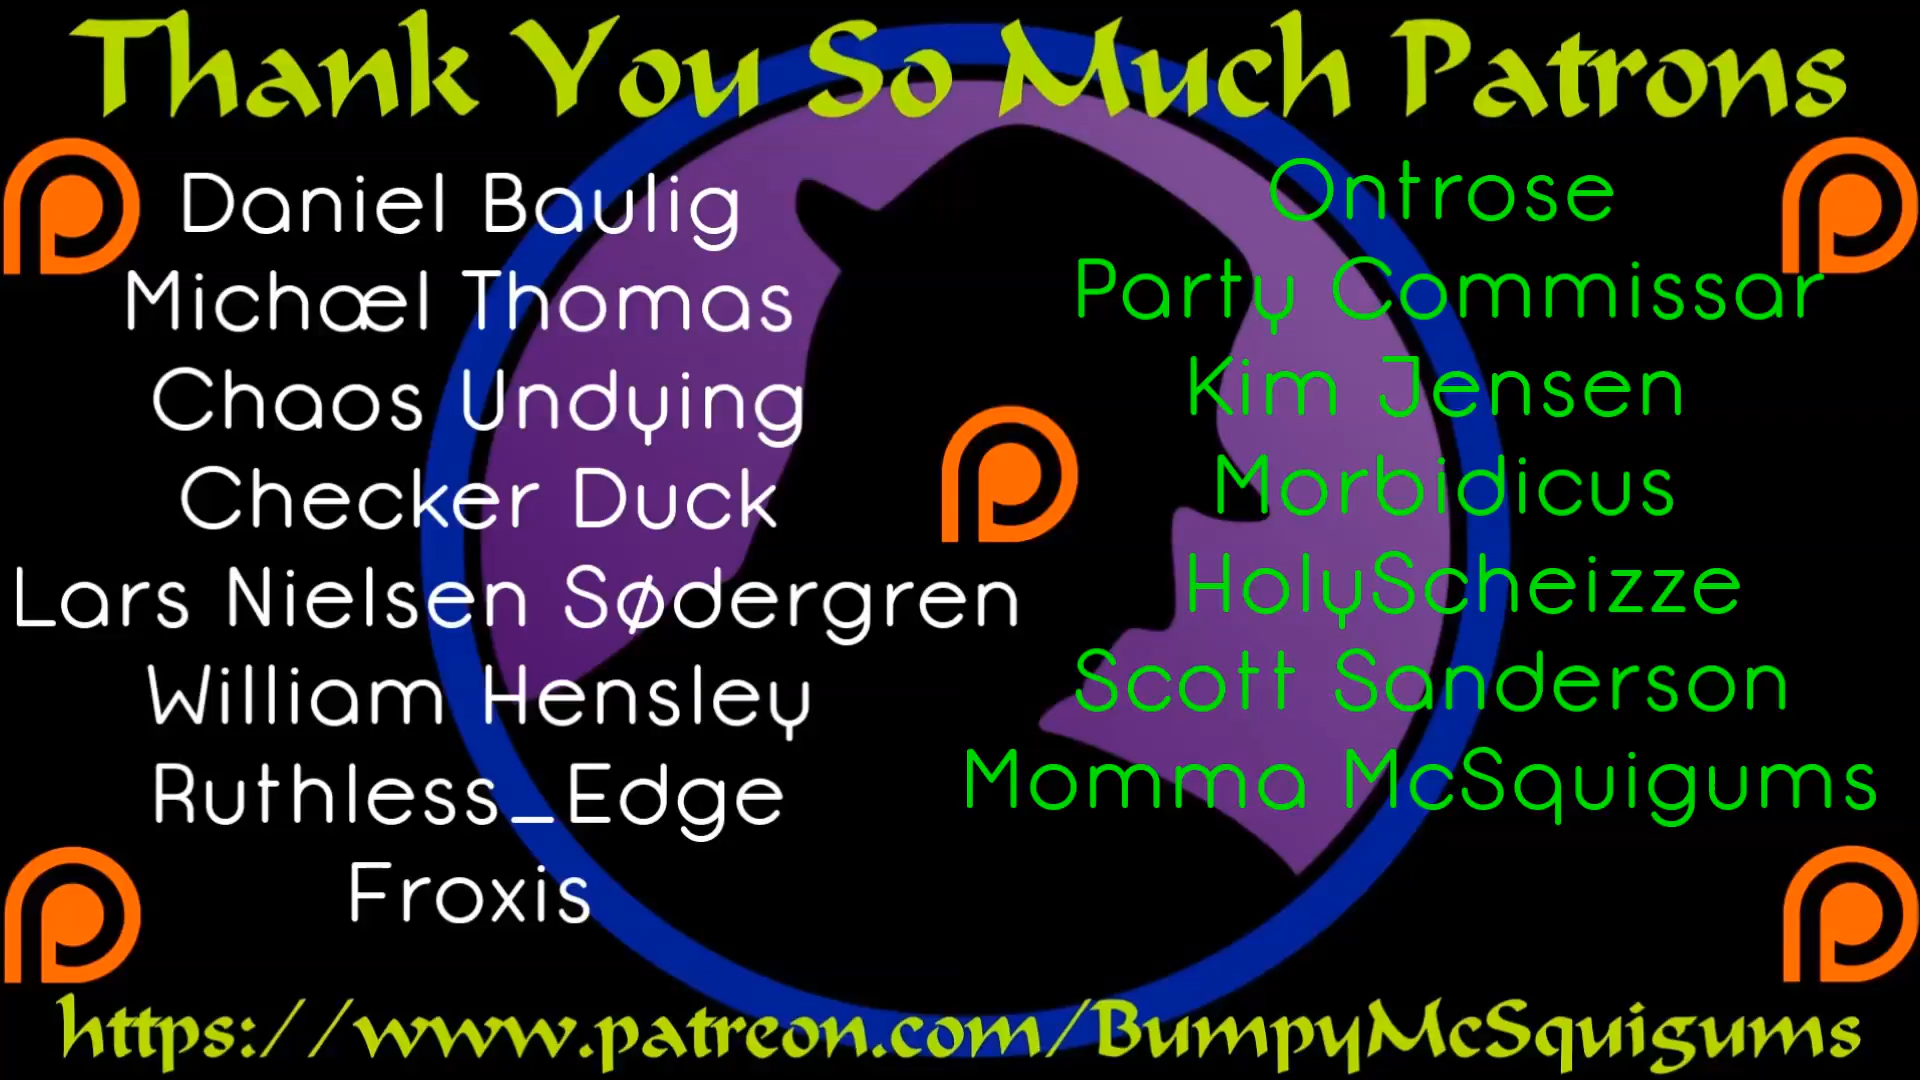 Thank You So Much Patrons
Daniel Baulig
Michæl Thomas
Chaos Undying
Checker Duck
Lars Nielsen Sødergren
William Hensley
Ruthless_Edge
Froxis
Ontrose
Party Commissar
Kim Jensen
Morbidicus
HolyScheizze
Scott Sanderson
Momma McSquigums
https://www.patreon.com/BumpyMcSquigums